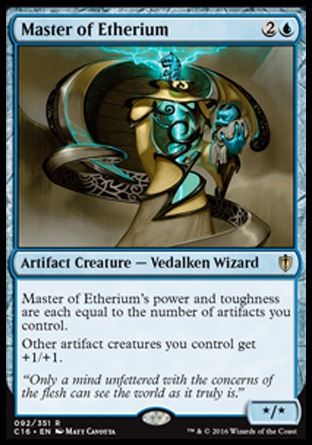 Master of Etherium 2
Artifact Creature — Vedalken Wizard
Master of Etherium's power and toughness
are each equal to the number of artifacts you
control.
Other artifact creatures you control get
+1/+1.
“Only a mind unfettered with the concerns of
the flesh can see the world as it truly is.”
092/351 R
C16 • EN Matt Cavotta
™ & © 2016 Wizards of the Coast
*/*